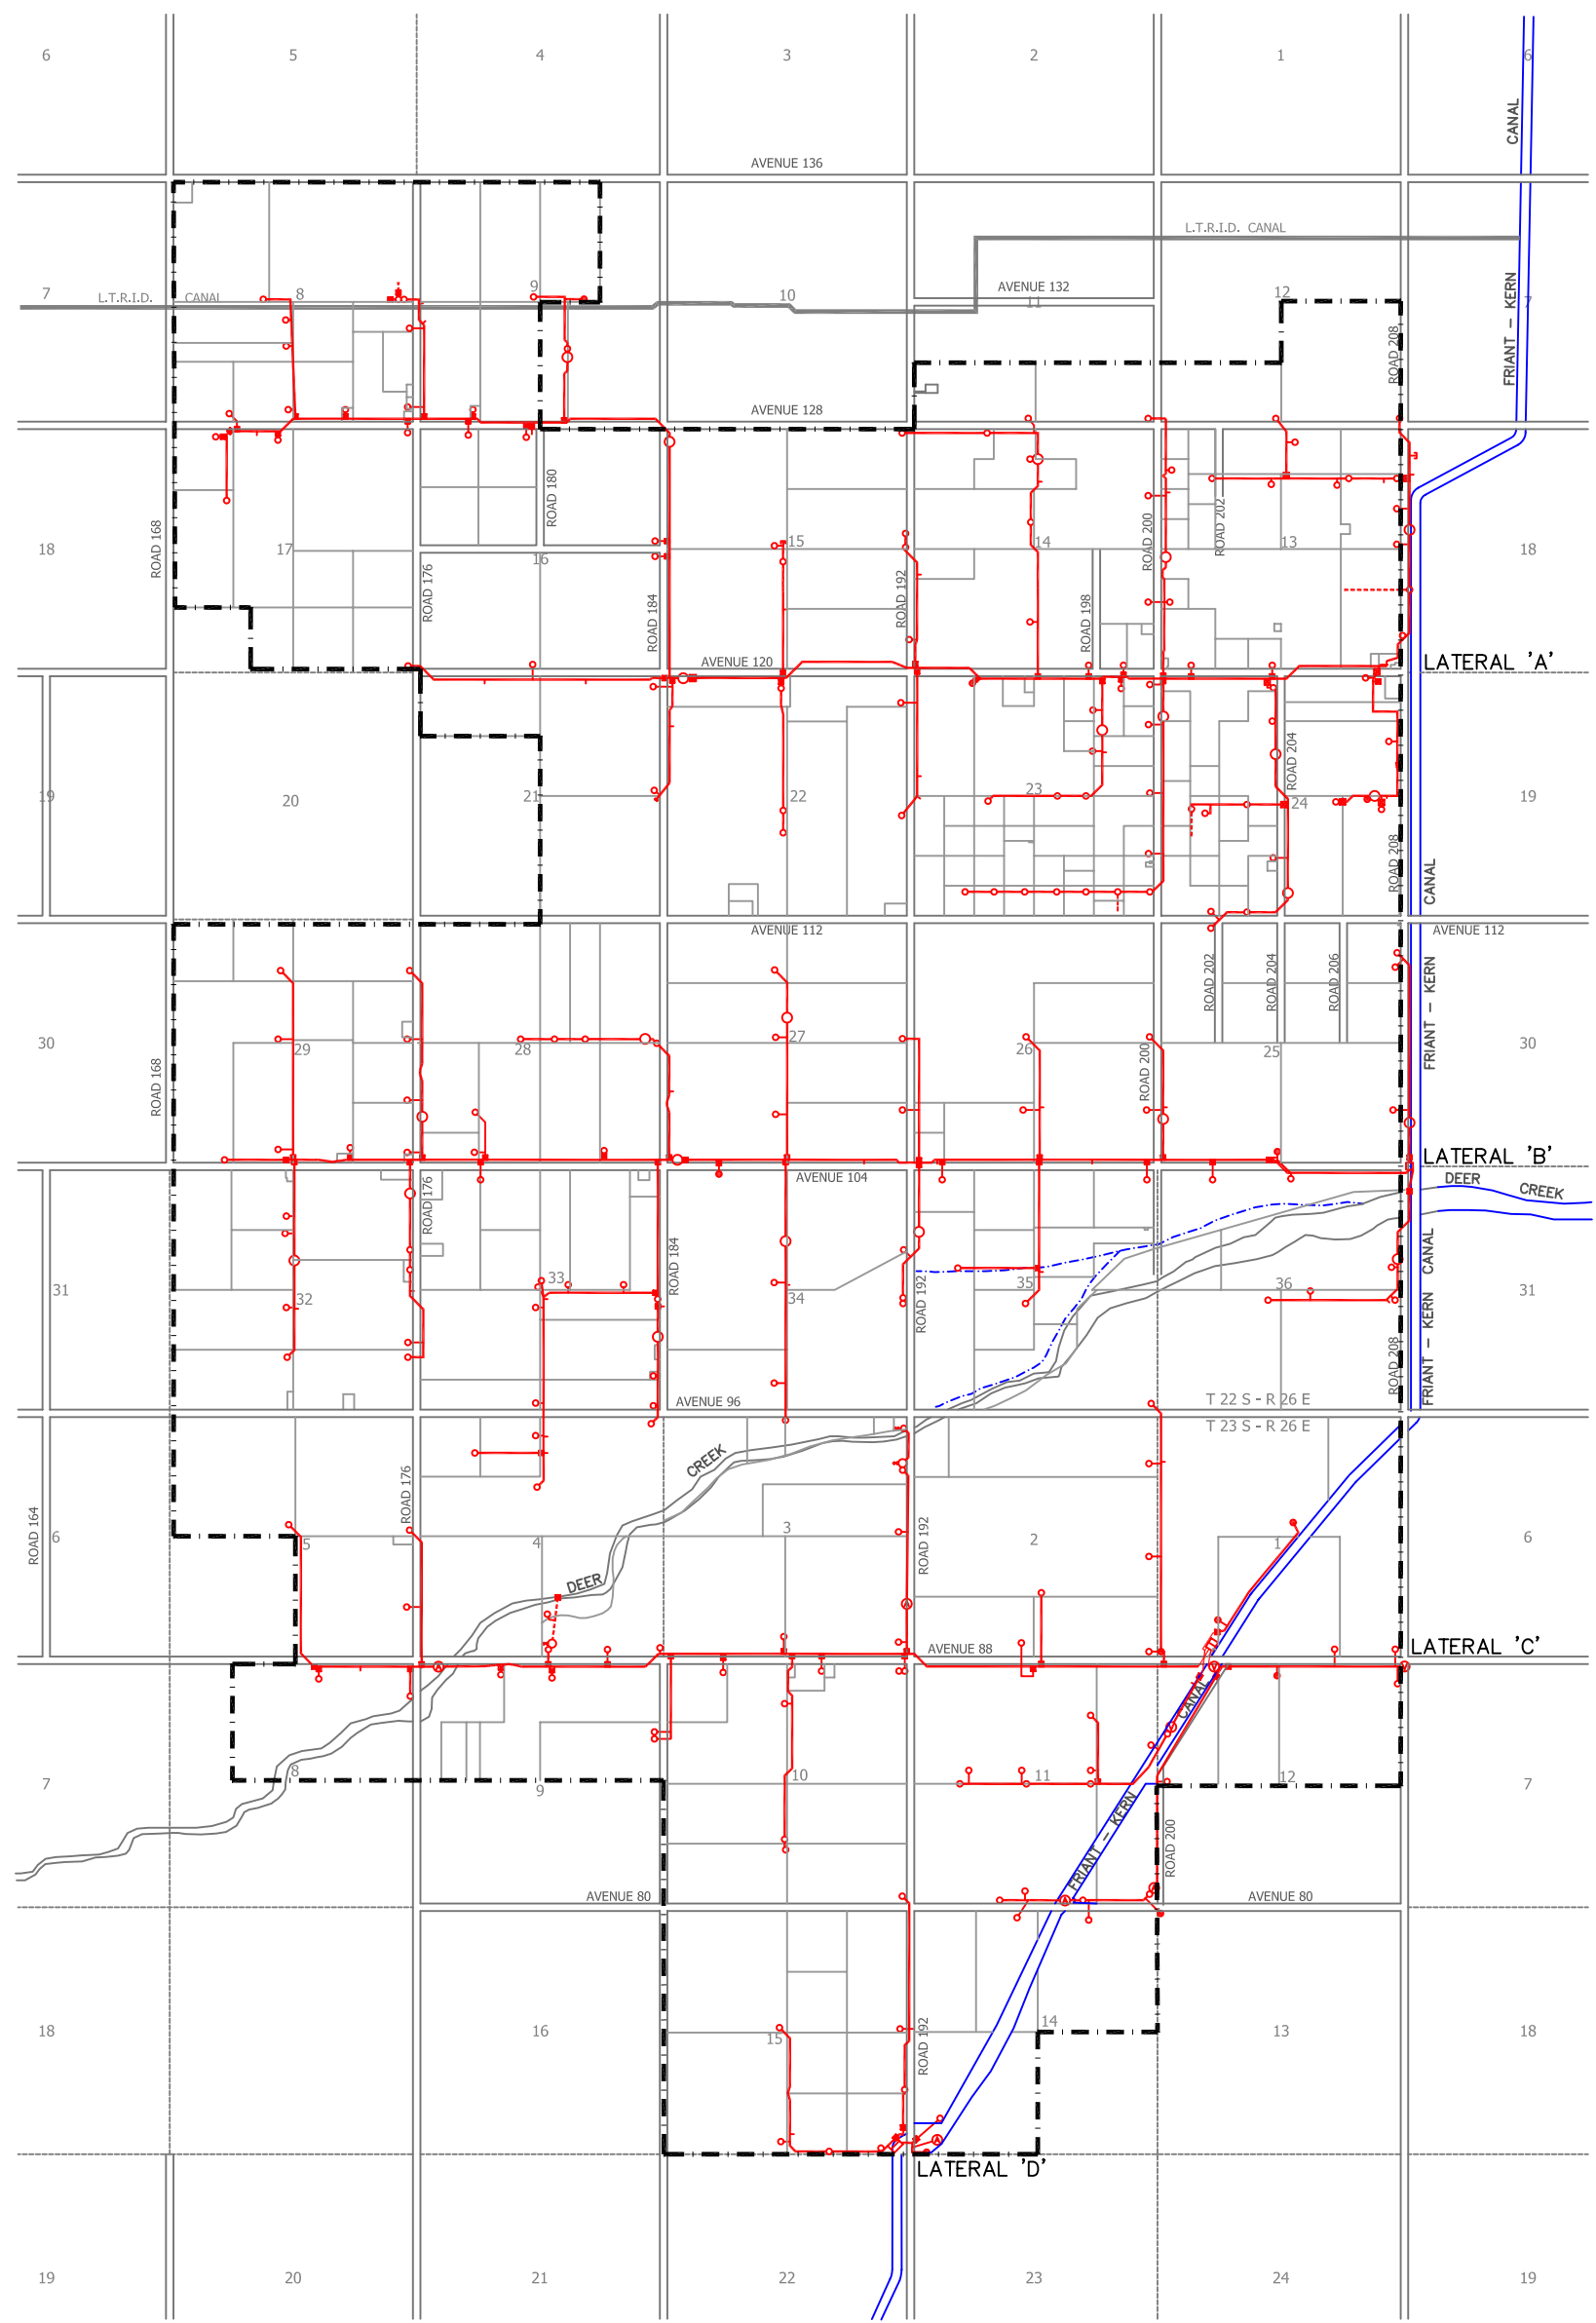 6 5 4 3 2 1 6
CANAL
AVENUE 136
L.T.R.I.D. CANAL
7 L.T.R.I.D. CANAL 8 9 10 AVENUE 132 11 12 7
ROAD 208
FRIANT - KERN
AVENUE 128
ROAD 168
ROAD 180
ROAD 200
ROAD 202
18 17 16 15 14 13 18
ROAD 176
ROAD 184
ROAD 192
ROAD 198
AVENUE 120
LATERAL 'A'
ROAD 204
19 20 21 22 23 24 19
ROAD 208
CANAL
AVENUE 112
AVENUE 112
ROAD 202
ROAD 204
ROAD 206
FRIANT - KERN
30 29 28 27 26 25 30
ROAD 168
ROAD 200
LATERAL 'B'
AVENUE 104
DEER CREEK
ROAD 176
ROAD 184
CANAL
31 32 33 34 35 36 31
ROAD 192
ROAD 208
FRIANT - KERN
AVENUE 96
T 22 S - R 26 E
T 23 S - R 26 E
CREEK
ROAD 176
ROAD 164
6 5 4 3 2 1 6
ROAD 192
DEER
A
AVENUE 88
LATERAL 'C'
A
CANAL
7 8 9 10 11 12 7
FRIANT - KERN
ROAD 200
AVENUE 80
A
A
AVENUE 80
18 16 15 14 13 18
ROAD 192
A
LATERAL 'D'
19 20 21 22 23 24 19